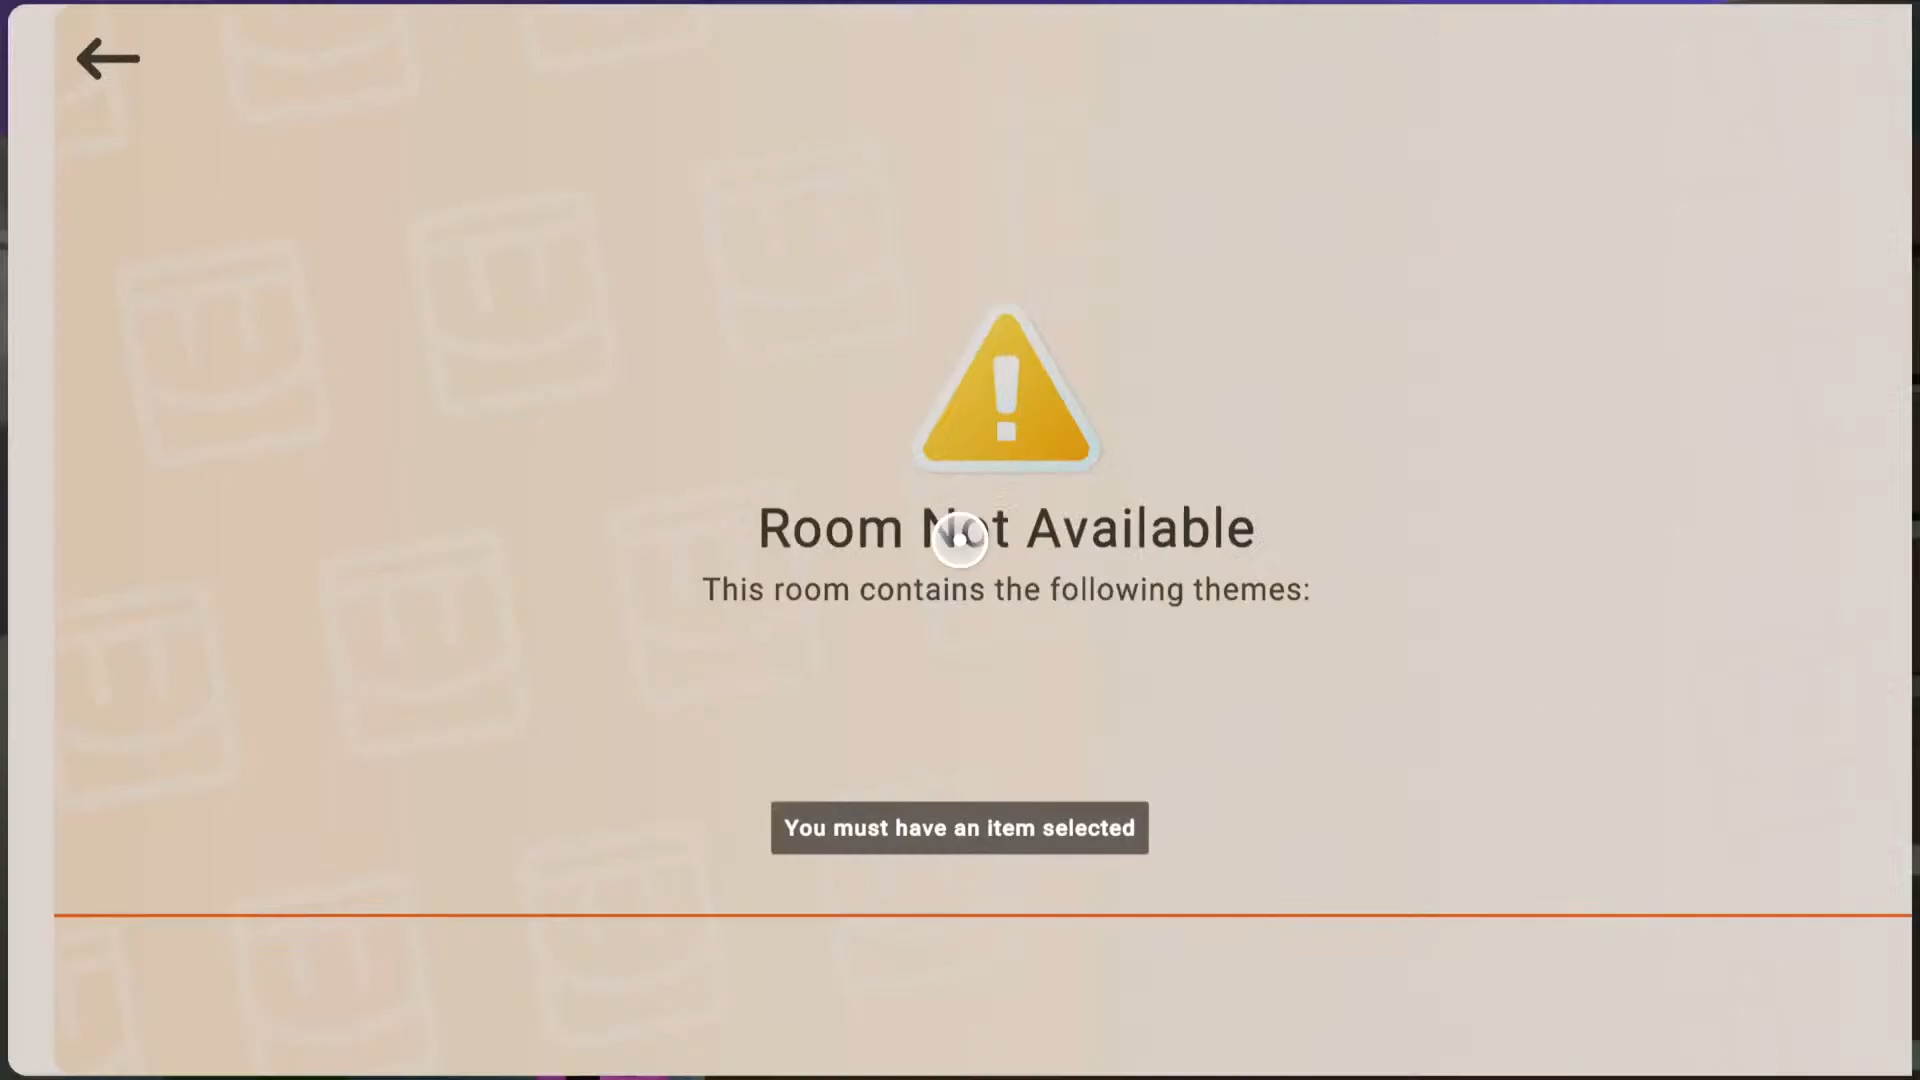 Room Not Available
This room contains the following themes:
You must have an item selected